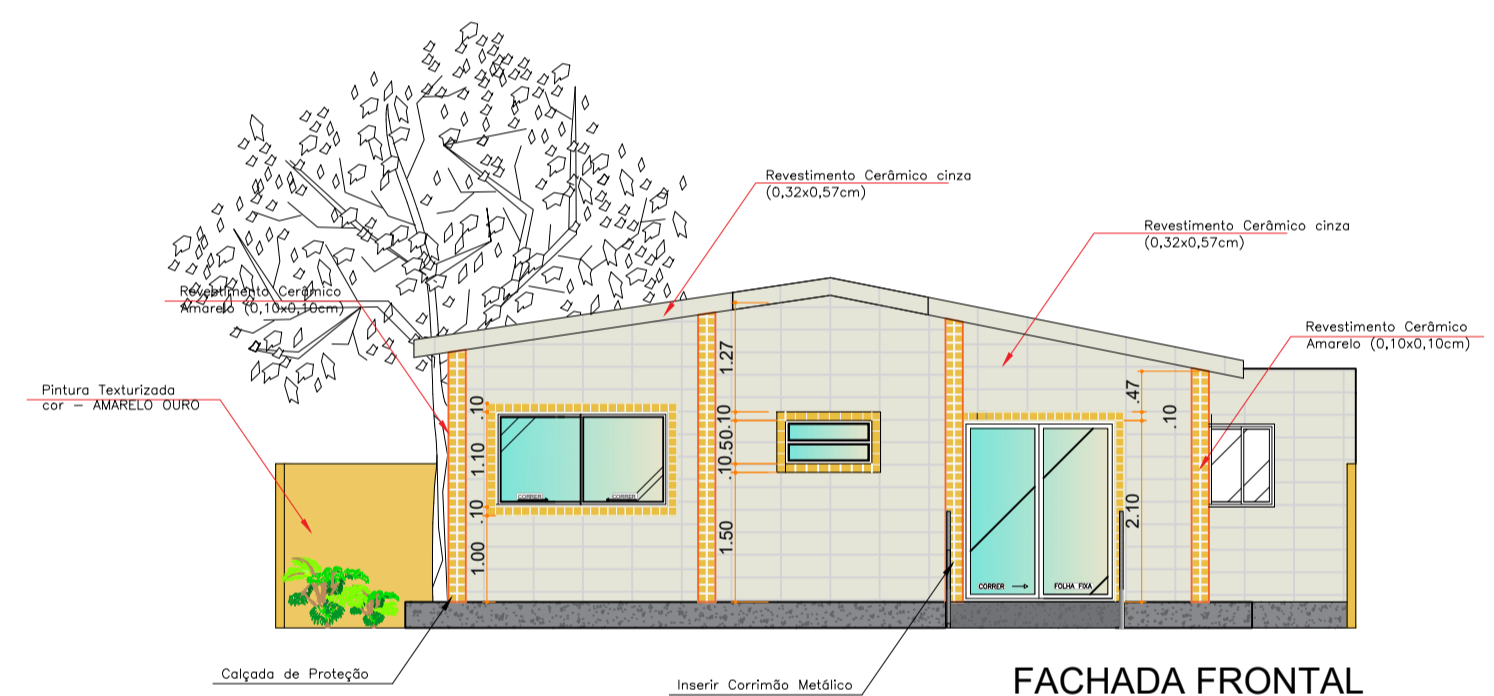 Revestimento Cerâmico cinza
(0,32x0,57cm)
Revestimento Cerâmico cinza
(0,32x0,57cm)
Revestimento Cerâmico
Amarelo (0,10x0,10cm)
Revestimento Cerâmico
Amarelo (0,10x0,10cm)
Pintura Texturizada
cor – AMARELO OURO
.10
1.10
.10
1.00
1.27
.10
.50
.10
1.50
.47
.10
2.10
CORRER
CORRER
CORRER
FOLHA FIXA
Calçada de Proteção
Inserir Corrimão Metálico
FACHADA FRONTAL